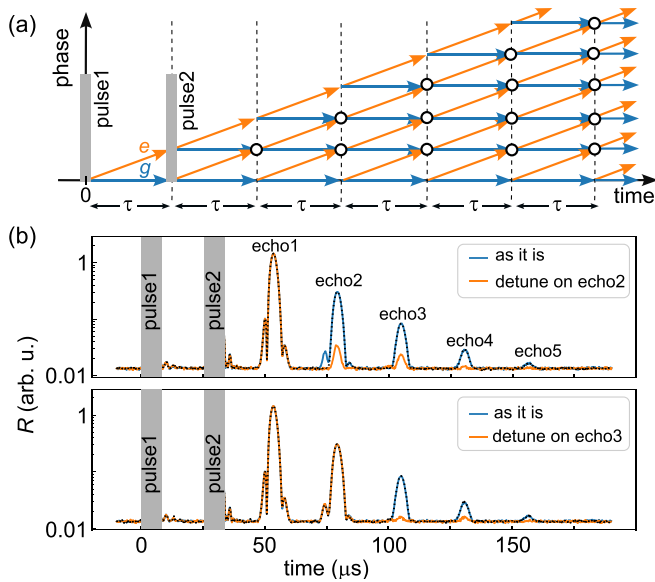 (a)
phase
pulse1
pulse2
e
g
0
time
τ τ τ τ τ τ
(b)
echo1
echo2
echo3
echo4
echo5
as it is
detune on echo2
pulse1
pulse2
1
0.01
R (arb. u.)
as it is
detune on echo3
pulse1
pulse2
1
0.01
0 50 75 100 150
time (μs)